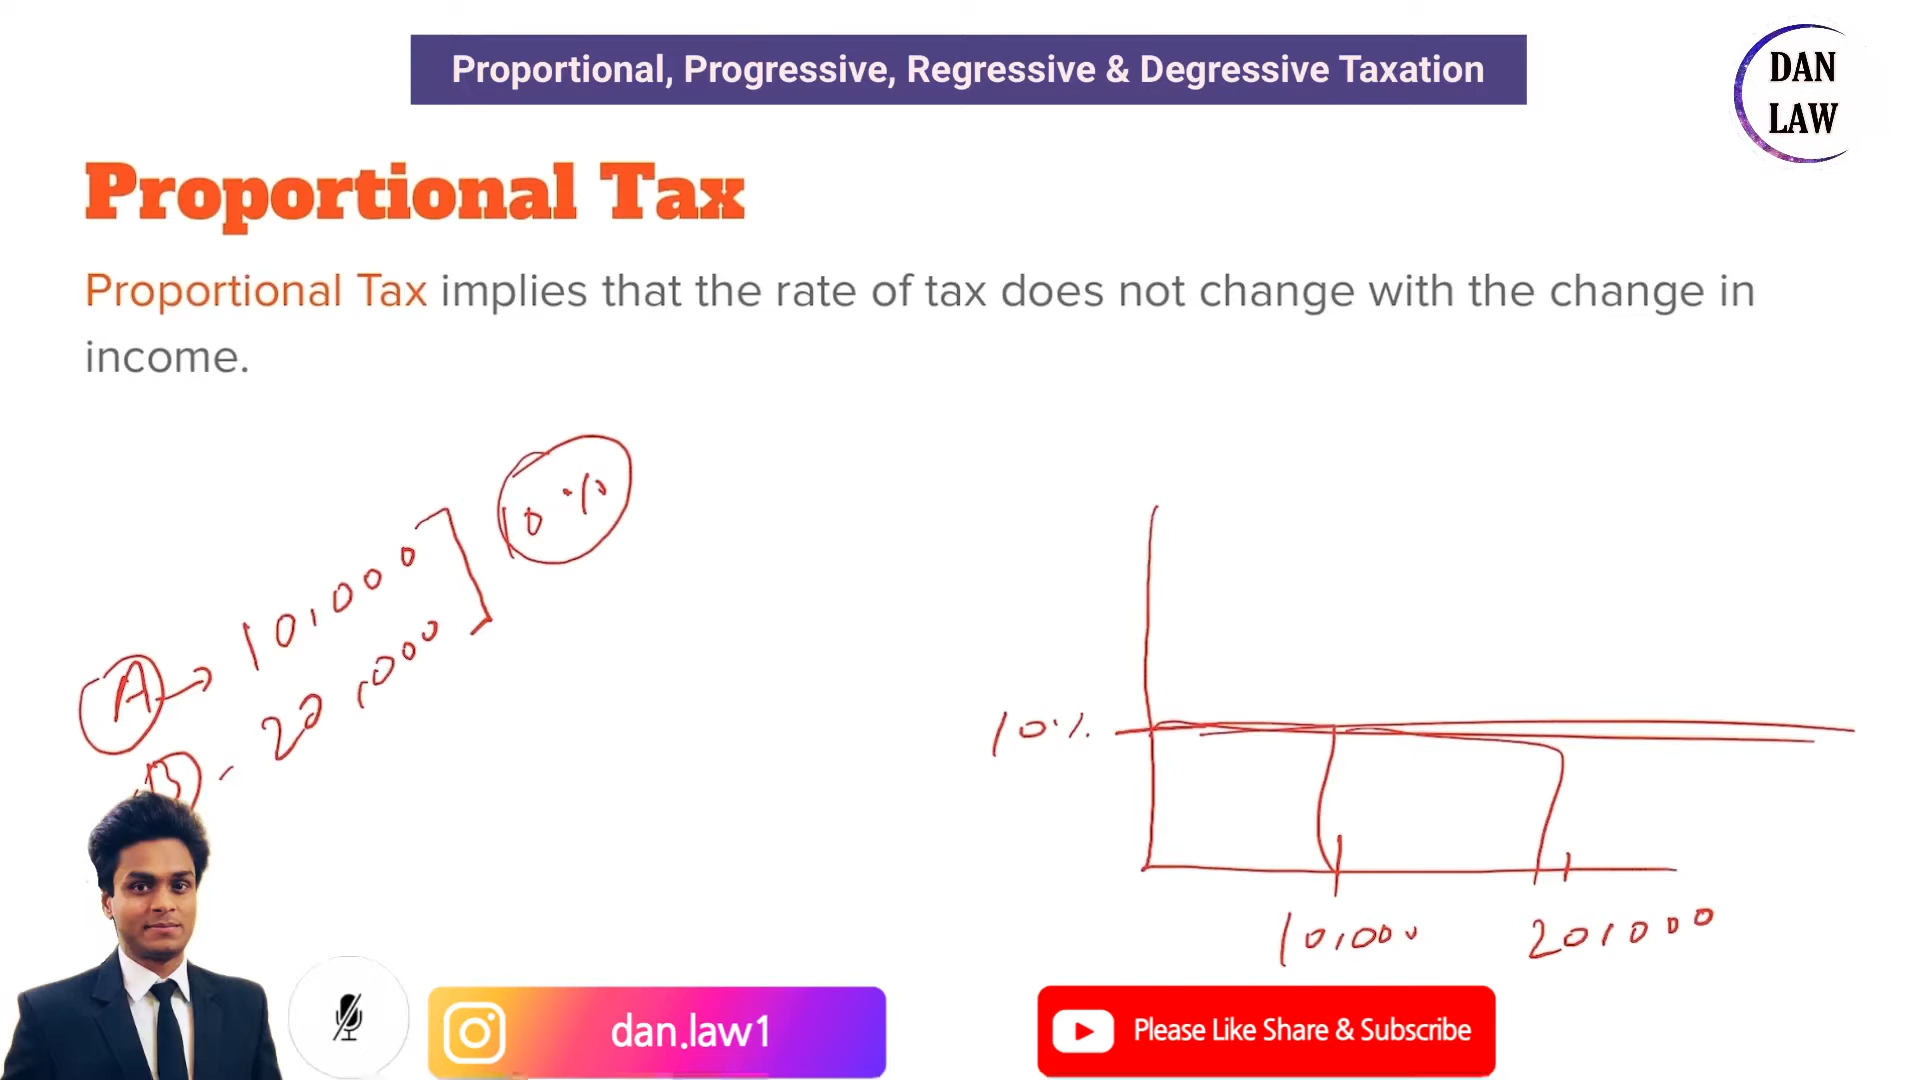 Proportional, Progressive, Regressive & Degressive Taxation
DAN
LAW
Proportional Tax
Proportional Tax implies that the rate of tax does not change with the change in
income.
10%
A → 10,000
B - 20,000
10%
10,000
20,000
dan.law1
Please Like Share & Subscribe